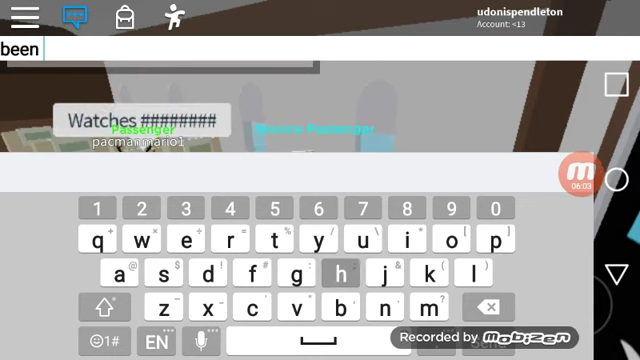 udonispendleton
Account: <13
been
Watches ########
Passenger
Novice Passenger
pacmanmario1
06:03
1 2 3 4 5 6 7 8 9 0
q w e r t y u i o p
a s d f g h j k l
z x c v b n m
☺1# EN
Recorded by MOBIZEN